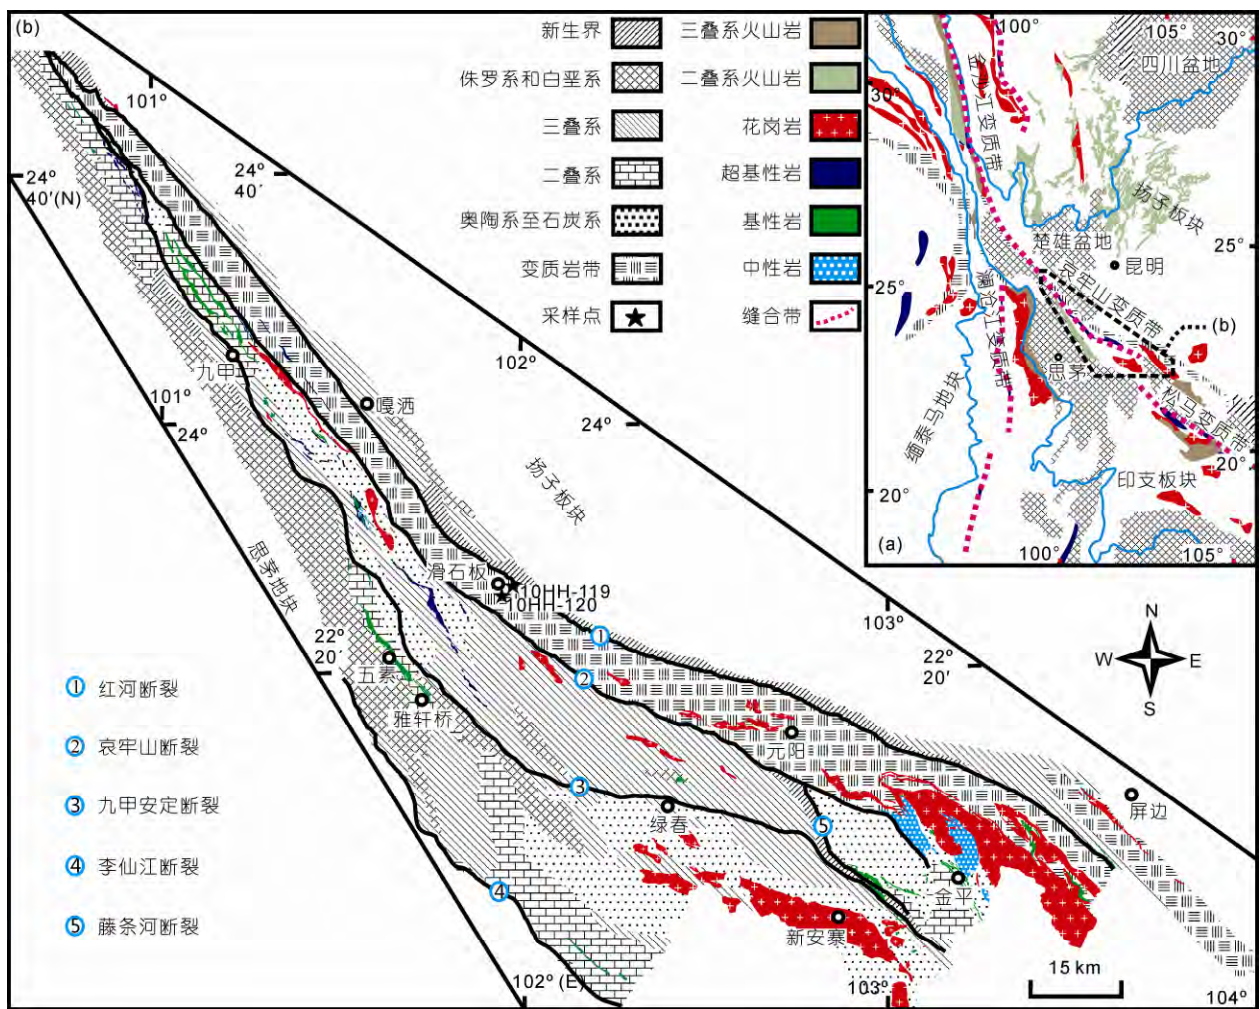 (b)
新生界
侏罗系和白垩系
三叠系
二叠系
奥陶系至石炭系
变质岩带
采样点
三叠系火山岩
二叠系火山岩
花岗岩
超基性岩
基性岩
中性岩
缝合带
100°
105°
30°
四川盆地
30°
金沙江变质带
扬子板块
楚雄盆地
25°
昆明
哀牢山变质带
25°
澜沧江变质带
(b)
思茅
缅泰马地块
松马变质带
20°
印支板块
20°
(a)
100°
105°
101°
24°
40′(N)
24°
40′
九甲
101°
24°
嘎洒
102°
24°
扬子板块
思茅地块
滑石板
10HH-119
10HH-120
①
②
103°
22°
20′
22°
20′
五素
雅轩桥
元阳
N
W
E
S
① 红河断裂
② 哀牢山断裂
③ 九甲安定断裂
④ 李仙江断裂
⑤ 藤条河断裂
③
绿春
⑤
屏边
④
金平
新安寨
15 km
102° (E)
103°
104°